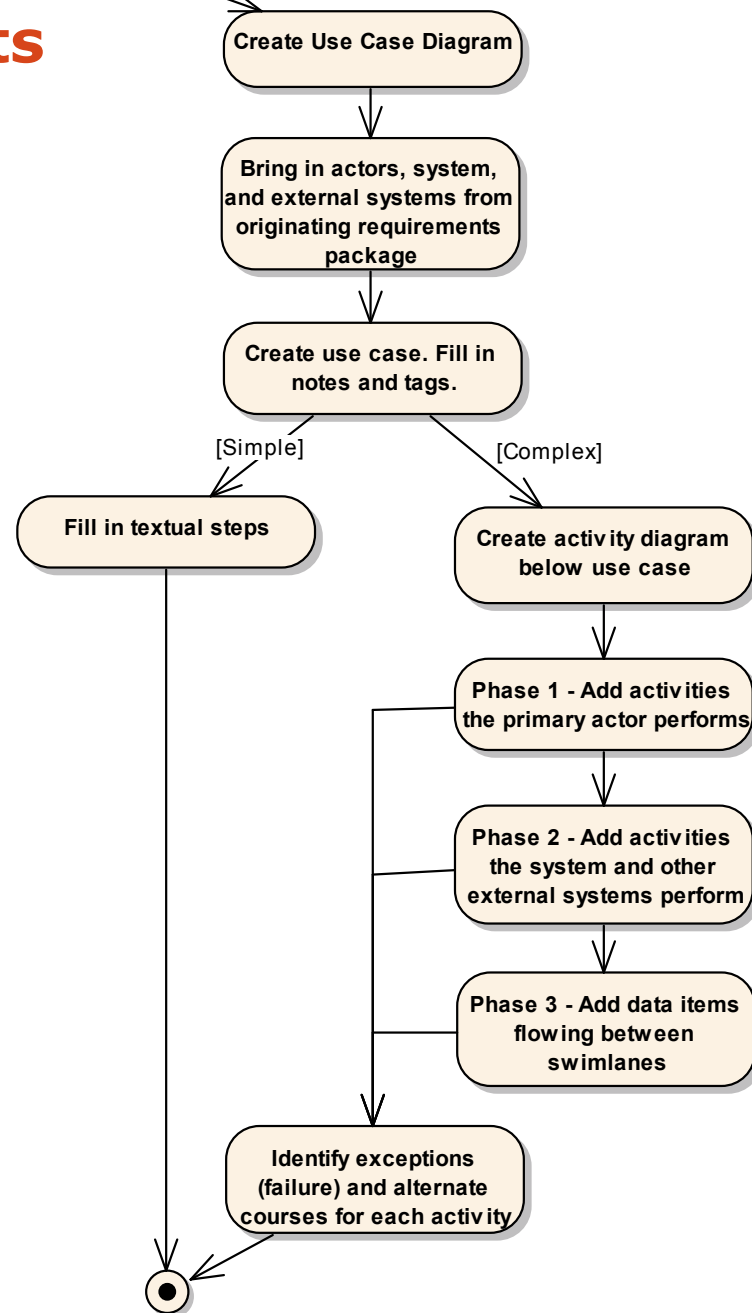 ts
Create Use Case Diagram
Bring in actors, system,
and external systems from
originating requirements
package
Create use case. Fill in
notes and tags.
[Simple]
[Complex]
Fill in textual steps
Create activity diagram
below use case
Phase 1 - Add activities
the primary actor performs
Phase 2 - Add activities
the system and other
external systems perform
Phase 3 - Add data items
flowing between
swimlanes
Identify exceptions
(failure) and alternate
courses for each activity